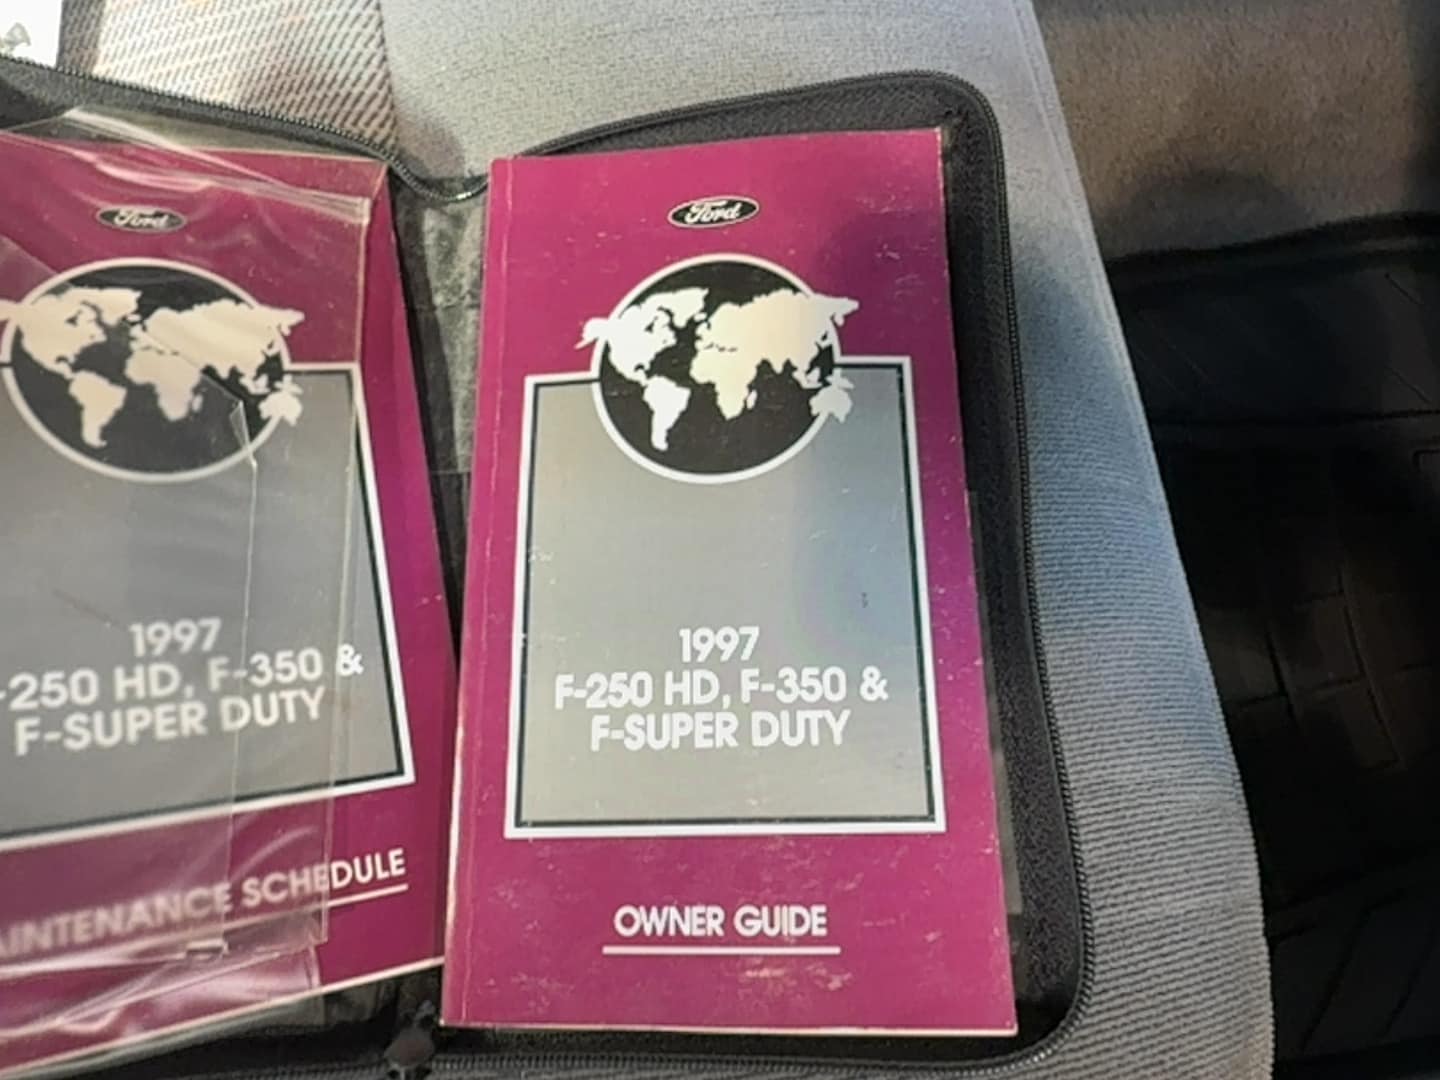 Ford
1997
-250 HD, F-350 &
F-SUPER DUTY
AINTENANCE SCHEDULE
Ford
1997
F-250 HD, F-350 &
F-SUPER DUTY
OWNER GUIDE